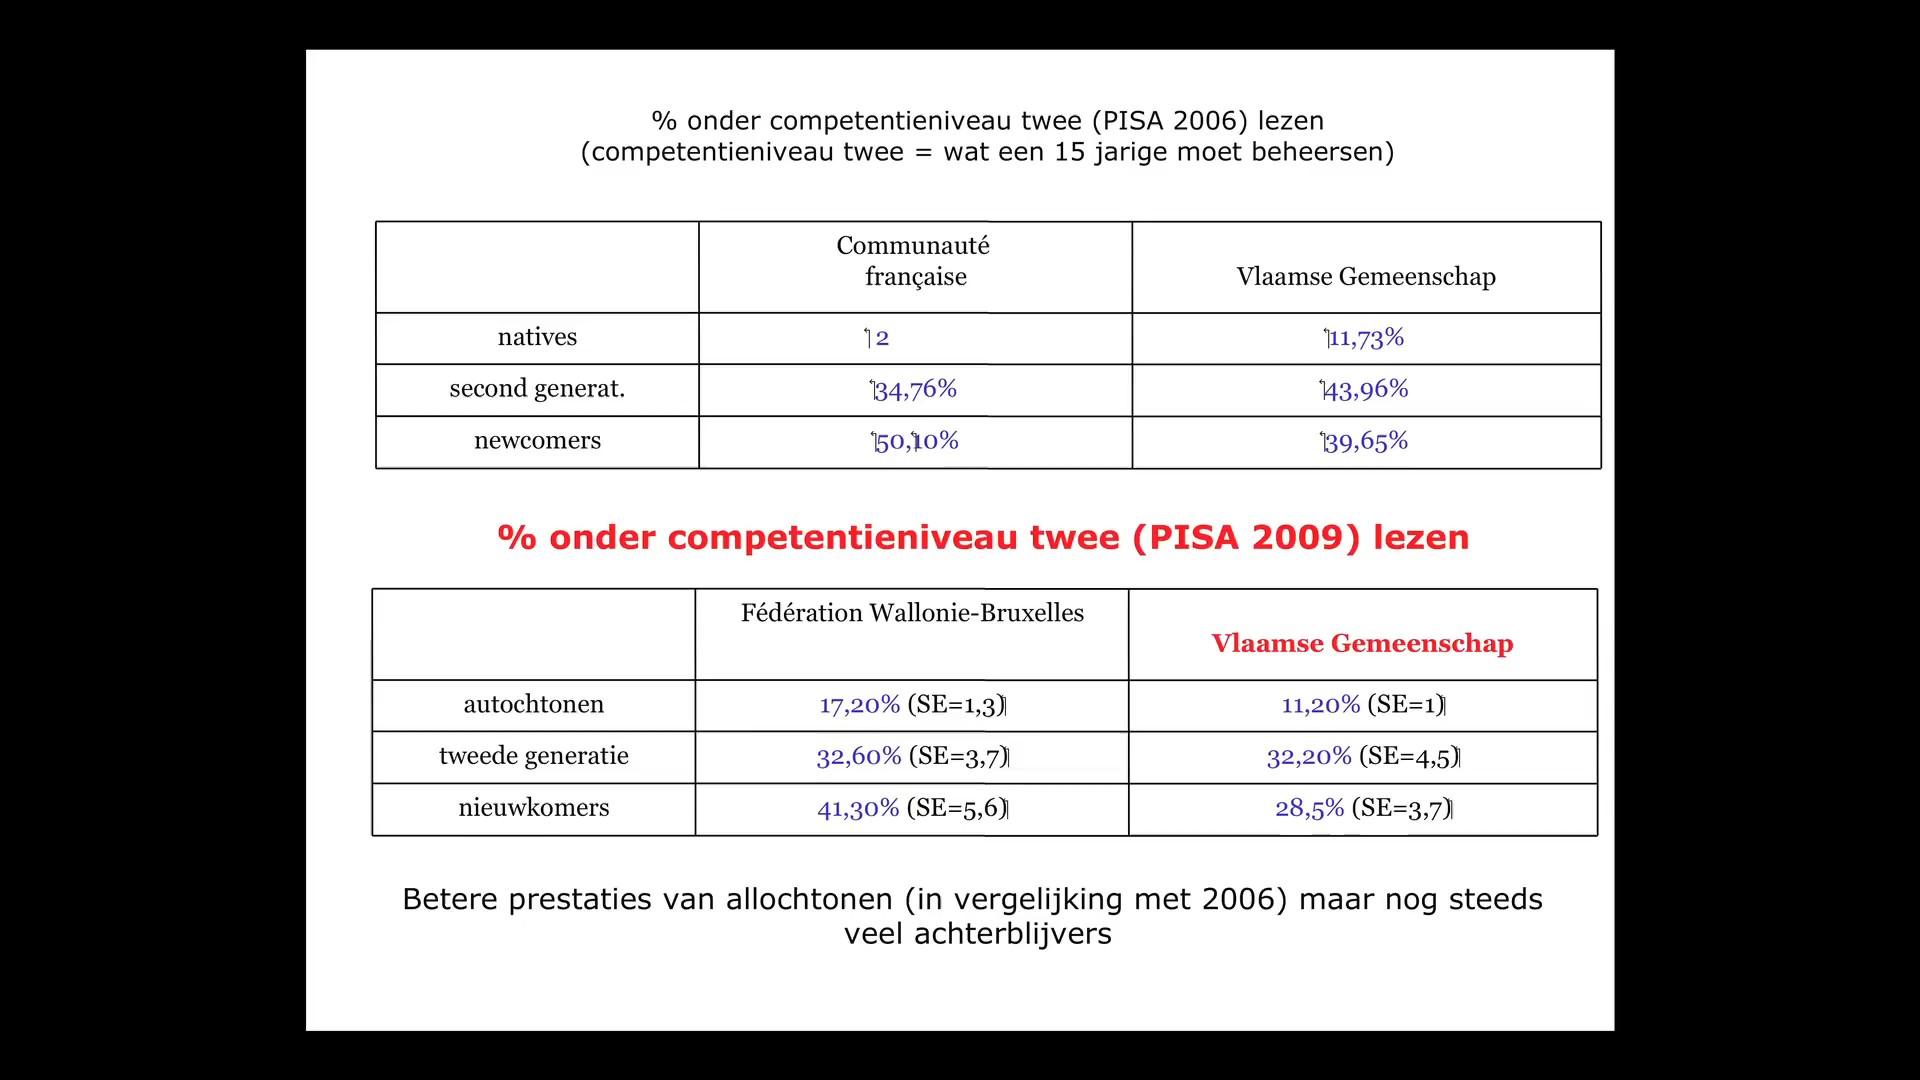 % onder competentieniveau twee (PISA 2006) lezen
(competentieniveau twee = wat een 15 jarige moet beheersen)
Communauté
française
Vlaamse Gemeenschap
natives 2 11,73%
second generat. 34,76% 43,96%
newcomers 50,10% 39,65%
% onder competentieniveau twee (PISA 2009) lezen
Fédération Wallonie-Bruxelles
Vlaamse Gemeenschap
autochtonen 17,20% (SE=1,3) 11,20% (SE=1)
tweede generatie 32,60% (SE=3,7) 32,20% (SE=4,5)
nieuwkomers 41,30% (SE=5,6) 28,5% (SE=3,7)
Betere prestaties van allochtonen (in vergelijking met 2006) maar nog steeds
veel achterblijvers